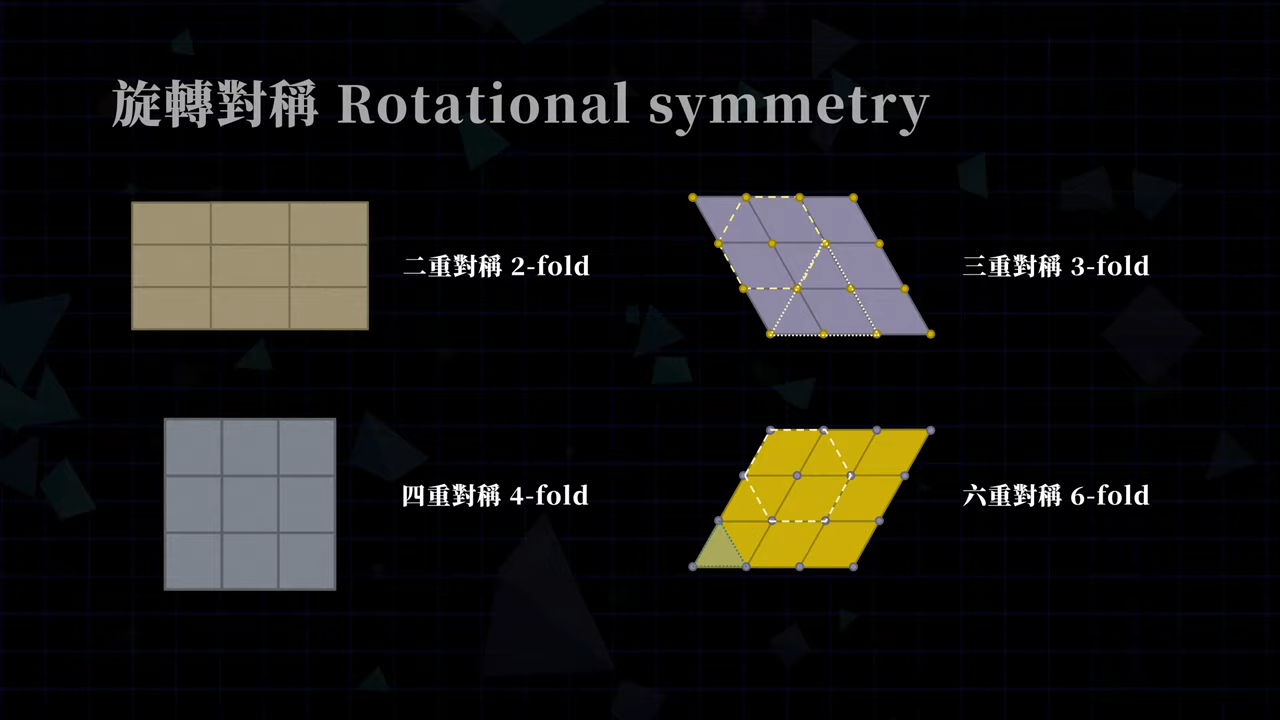 旋轉對稱 Rotational symmetry
二重對稱 2-fold
三重對稱 3-fold
四重對稱 4-fold
六重對稱 6-fold